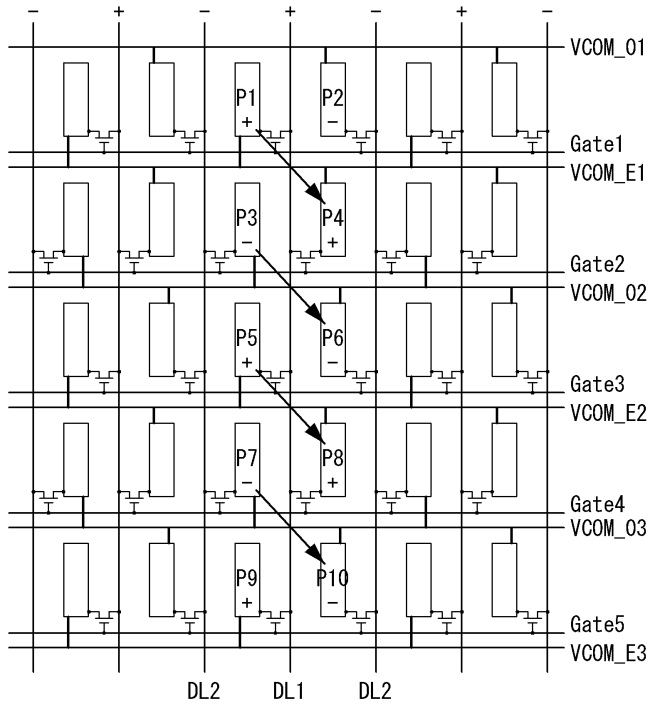 − + − + − + −
VCOM_O1
P1 P2
+ −
Gate1
VCOM_E1
P3 P4
− +
Gate2
VCOM_O2
P5 P6
+ −
Gate3
VCOM_E2
P7 P8
− +
Gate4
VCOM_O3
P9 P10
+ −
Gate5
VCOM_E3
DL2 DL1 DL2